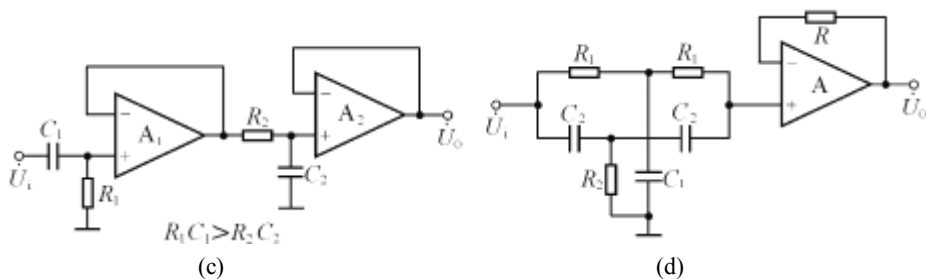 R
R₁ R₁
− A₁ +
− A₂ +
− A +
R₂
C₁
C₂ C₂
U̇ₒ
U̇ₒ
U̇ᵢ
U̇ᵢ
R₁
C₂
R₂
C₁
R₁C₁>R₂C₂
(c) (d)